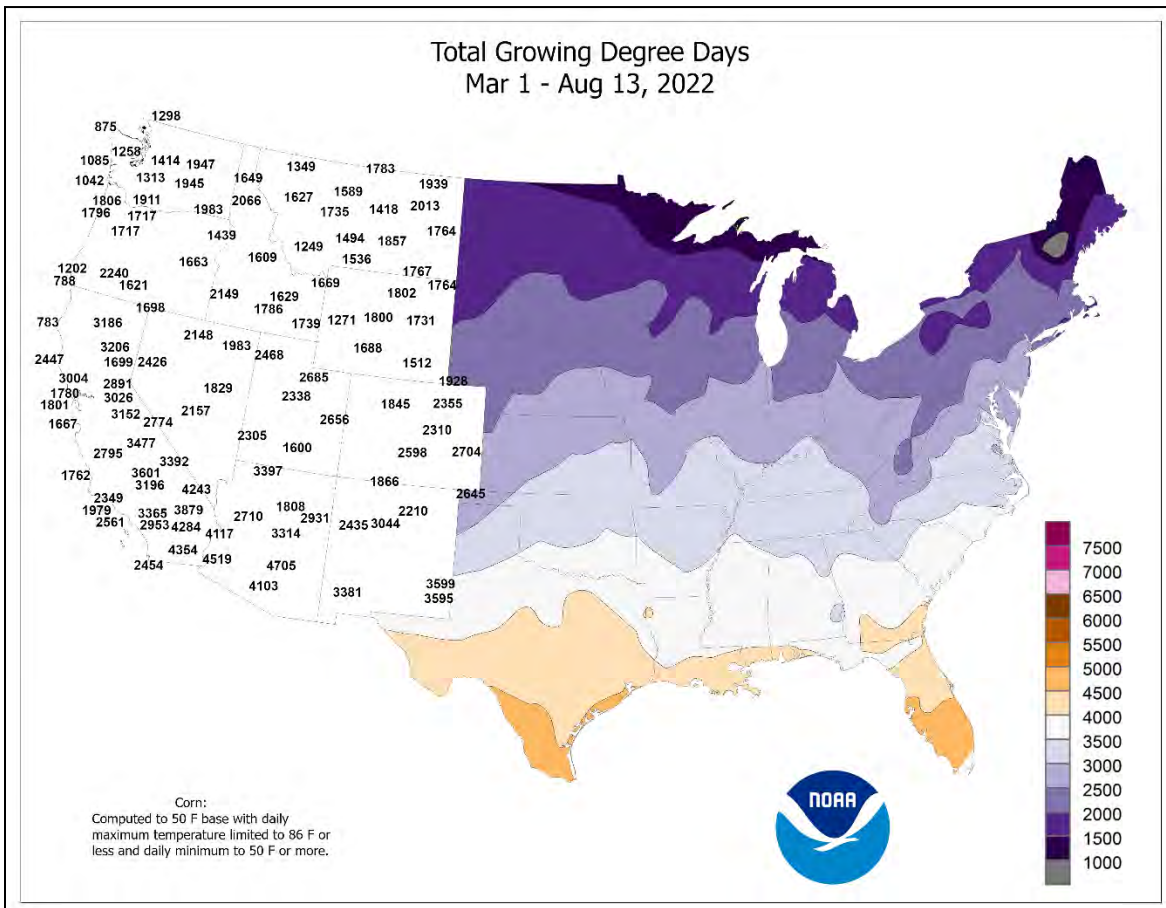 Total Growing Degree Days
Mar 1 - Aug 13, 2022
1298
875
1258
1085 1414 1947 1349 1783
1042 1313 1945 1649 1627 1589 1939
1806 1911 1983 2066 1735 1418 2013
1796 1717
1717 1439 1249 1494 1857 1764
1663 1609 1536
1202 2240 1669 1767
788 1621 2149 1629 1802 1764
1698 1786
783 3186 2148 1739 1271 1800 1731
3206 1983 1688
2447 1699 2426 2468 1512
3004 2891 1829 2685 1928
1780 3026 2338 1845 2355
1801 3152 2157 2656
1667 2774 2310
3477 2305 1600 2598 2704
2795 3392
1762 3601 3397 1866
3196 4243 2645
2349 3879 1808 2210
1979 3365 2710 2931
2561 2953 4284 4117 3314 2435 3044
4354 4519
2454 4705
4103 3381 3599
3595
7500
7000
6500
6000
5500
5000
4500
4000
3500
3000
2500
2000
1500
1000
NOAA
Corn:
Computed to 50 F base with daily
maximum temperature limited to 86 F or
less and daily minimum to 50 F or more.